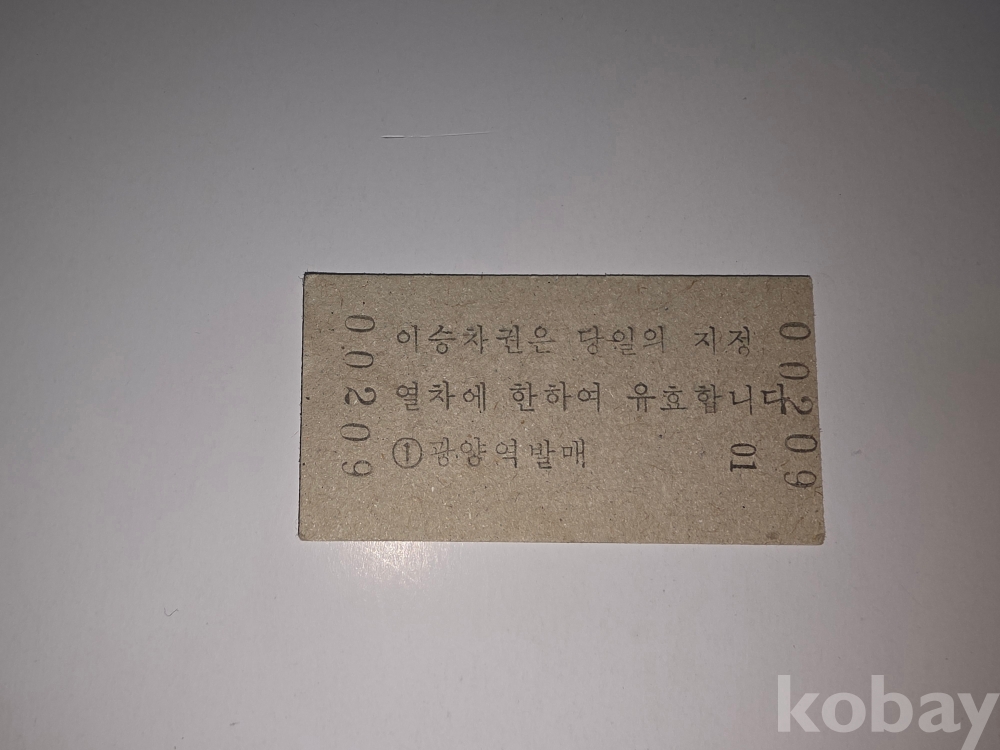 00209
이승차권은 당일의 지정
열차에 한하여 유효합니다
①광양역발매
01
00209
kobay